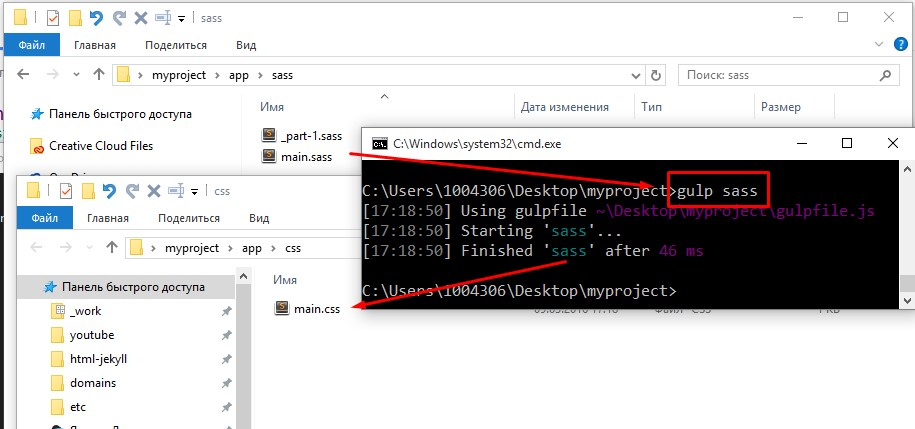 sass
Файл Главная Поделиться Вид
myproject app sass
Поиск: sass
Имя Дата изменения Тип Размер
Панель быстрого доступа
Creative Cloud Files
_part-1.sass
main.sass
C:\Windows\system32\cmd.exe
C:\Users\1004306\Desktop\myproject>gulp sass
[17:18:50] Using gulpfile ~\Desktop\myproject\gulpfile.js
[17:18:50] Starting 'sass'...
[17:18:50] Finished 'sass' after 46 ms
C:\Users\1004306\Desktop\myproject>
css
Файл Главная Поделиться Вид
myproject app css
Имя
Панель быстрого доступа
_work
youtube
html-jekyll
domains
etc
main.css